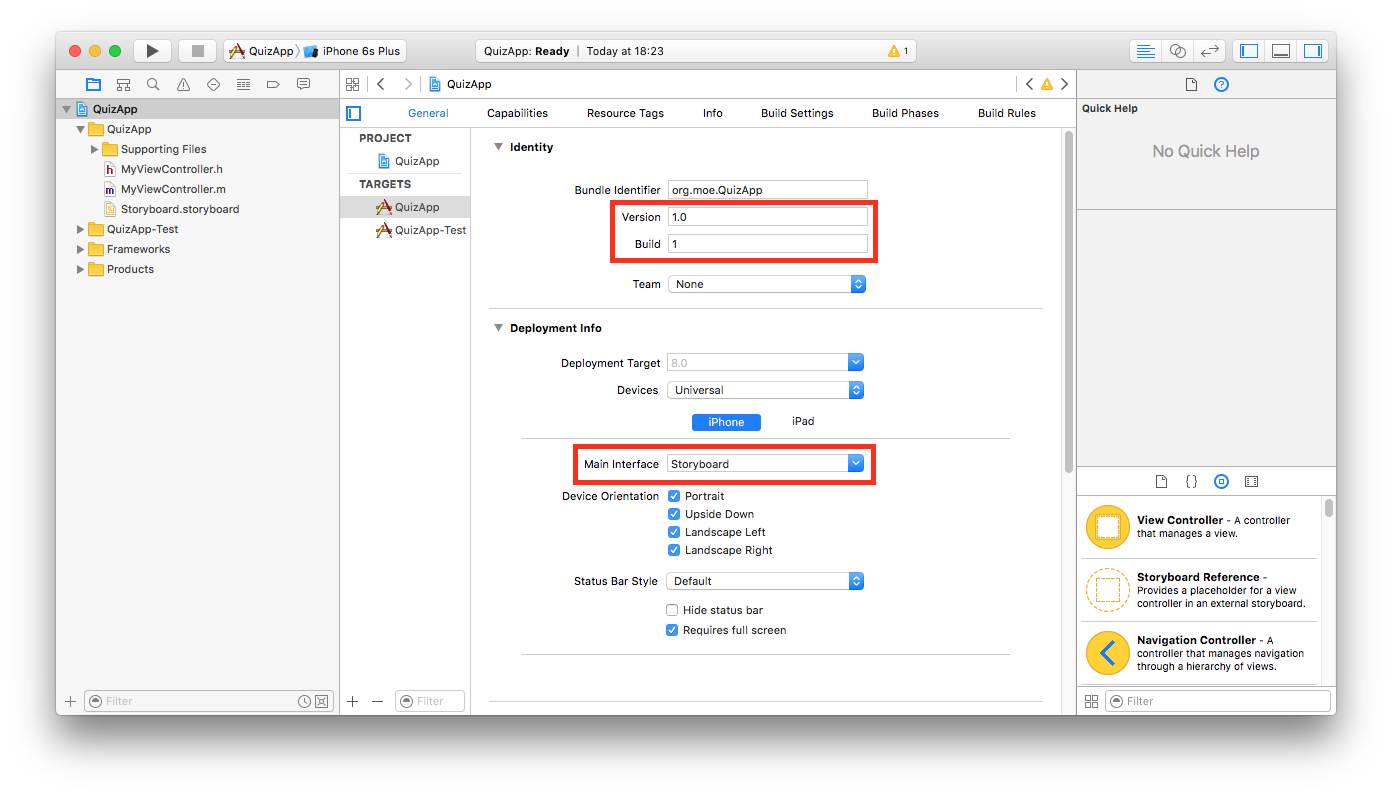 QuizApp
iPhone 6s Plus
QuizApp: Ready | Today at 18:23
1
QuizApp
QuizApp
QuizApp
Supporting Files
h MyViewController.h
m MyViewController.m
Storyboard.storyboard
QuizApp-Test
Frameworks
Products
Filter
General
Capabilities
Resource Tags
Info
Build Settings
Build Phases
Build Rules
PROJECT
QuizApp
TARGETS
QuizApp
QuizApp-Test
Filter
Identity
Bundle Identifier org.moe.QuizApp
Version 1.0
Build 1
Team None
Deployment Info
Deployment Target 8.0
Devices Universal
iPhone iPad
Main Interface Storyboard
Device Orientation Portrait
Upside Down
Landscape Left
Landscape Right
Status Bar Style Default
Hide status bar
Requires full screen
Quick Help
No Quick Help
View Controller - A controller
that manages a view.
Storyboard Reference -
Provides a placeholder for a view
controller in an external storyboard.
Navigation Controller - A
controller that manages navigation
through a hierarchy of views.
Filter